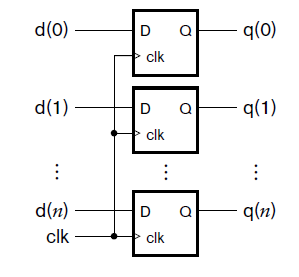 d(0) D Q q(0)
clk
d(1) D Q q(1)
clk
⋮ ⋮ ⋮
d(n) D Q q(n)
clk clk